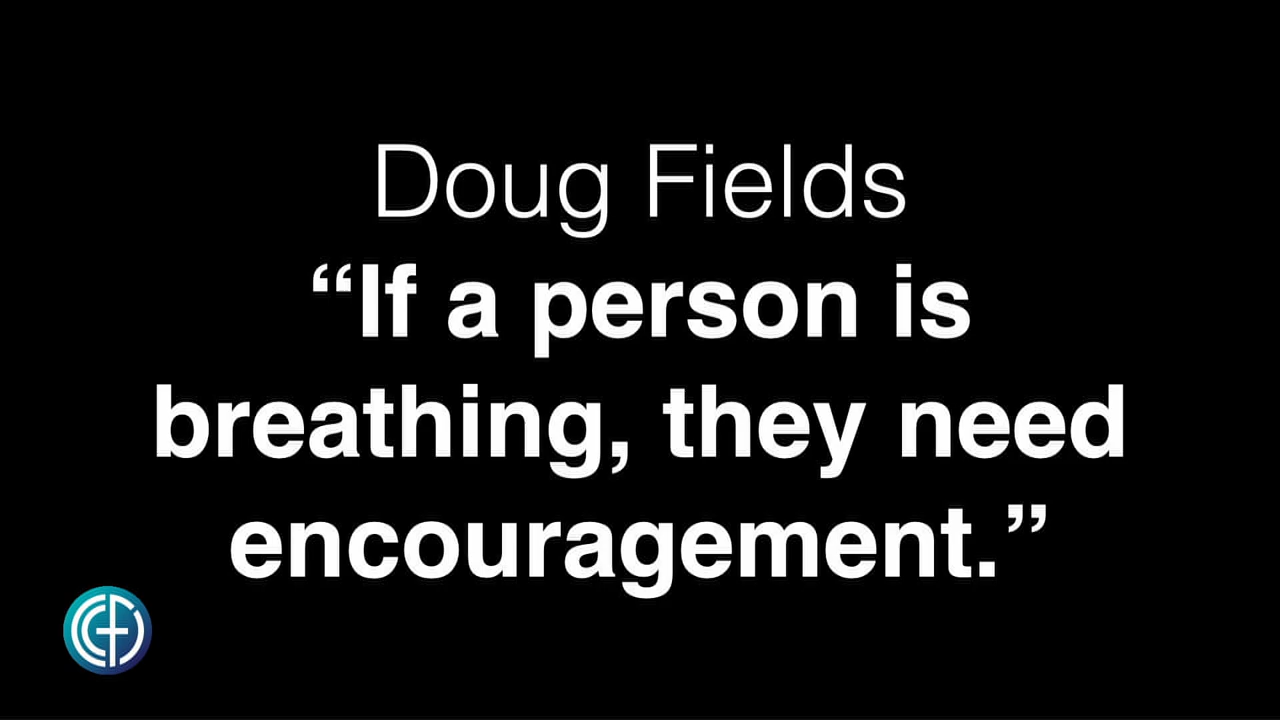 Doug Fields
“If a person is
breathing, they need
encouragement.”